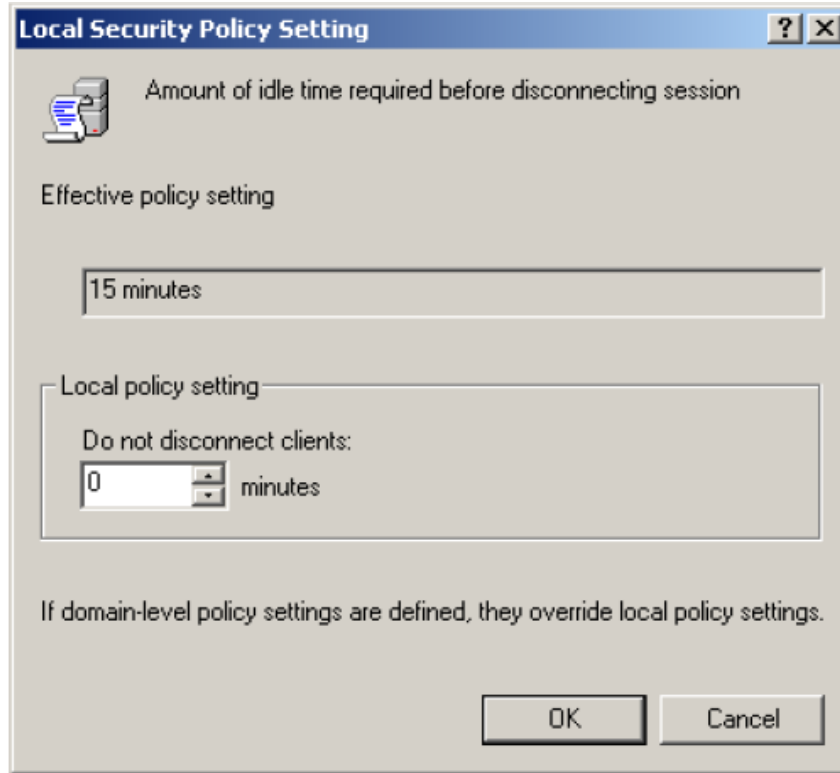 Local Security Policy Setting
Amount of idle time required before disconnecting session
Effective policy setting
15 minutes
Local policy setting
Do not disconnect clients:
0 minutes
If domain-level policy settings are defined, they override local policy settings.
OK Cancel